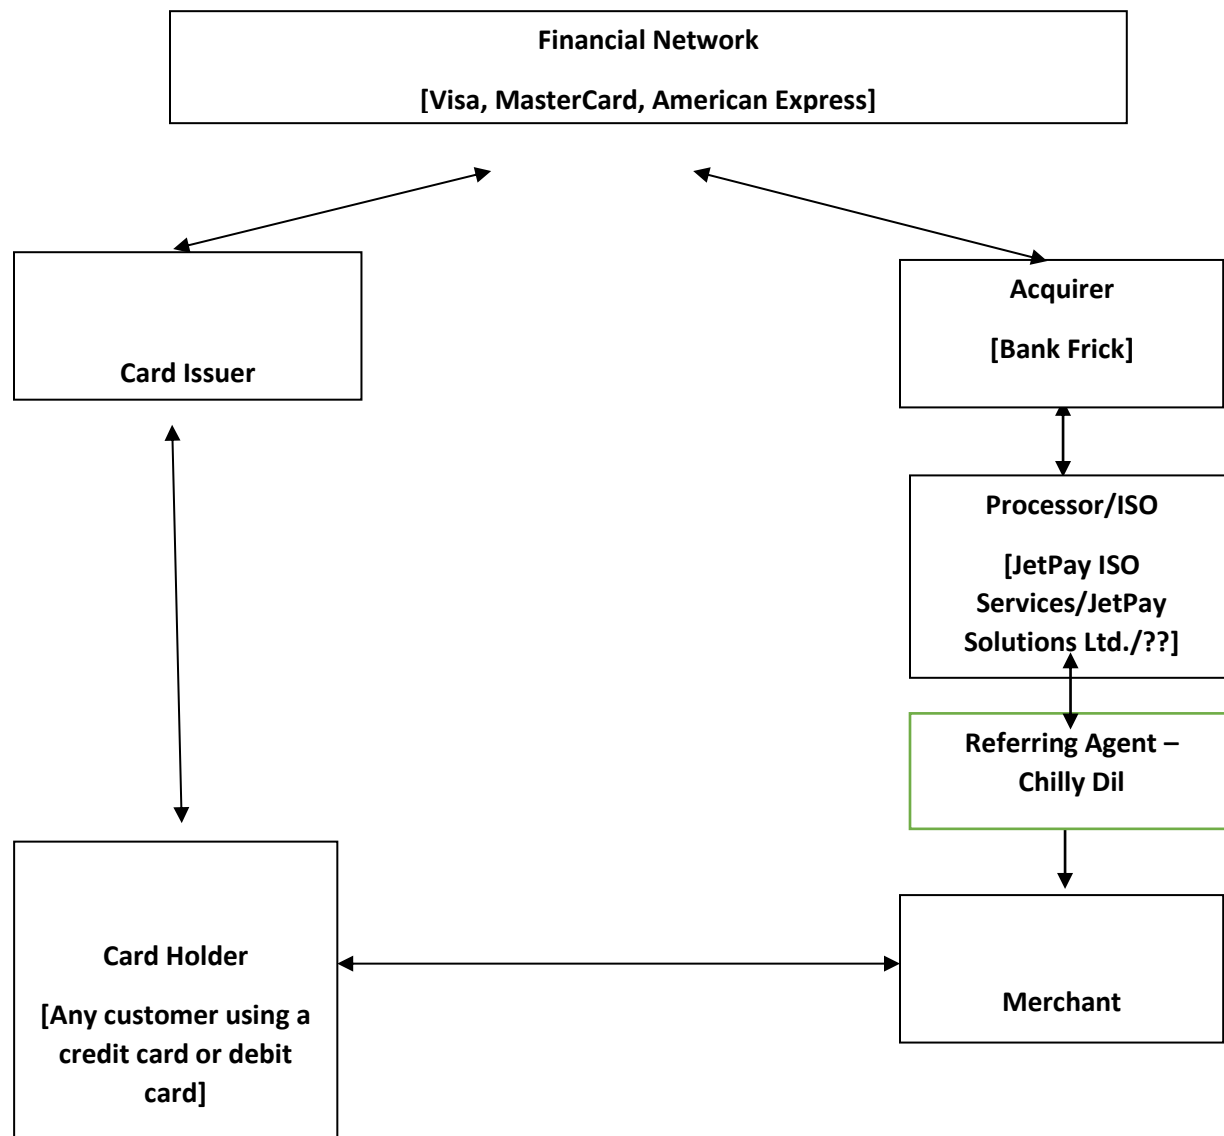 Financial Network
[Visa, MasterCard, American Express]
Card Issuer
Acquirer
[Bank Frick]
Processor/ISO
[JetPay ISO
Services/JetPay
Solutions Ltd./??]
Referring Agent –
Chilly Dil
Card Holder
[Any customer using a
credit card or debit
card]
Merchant